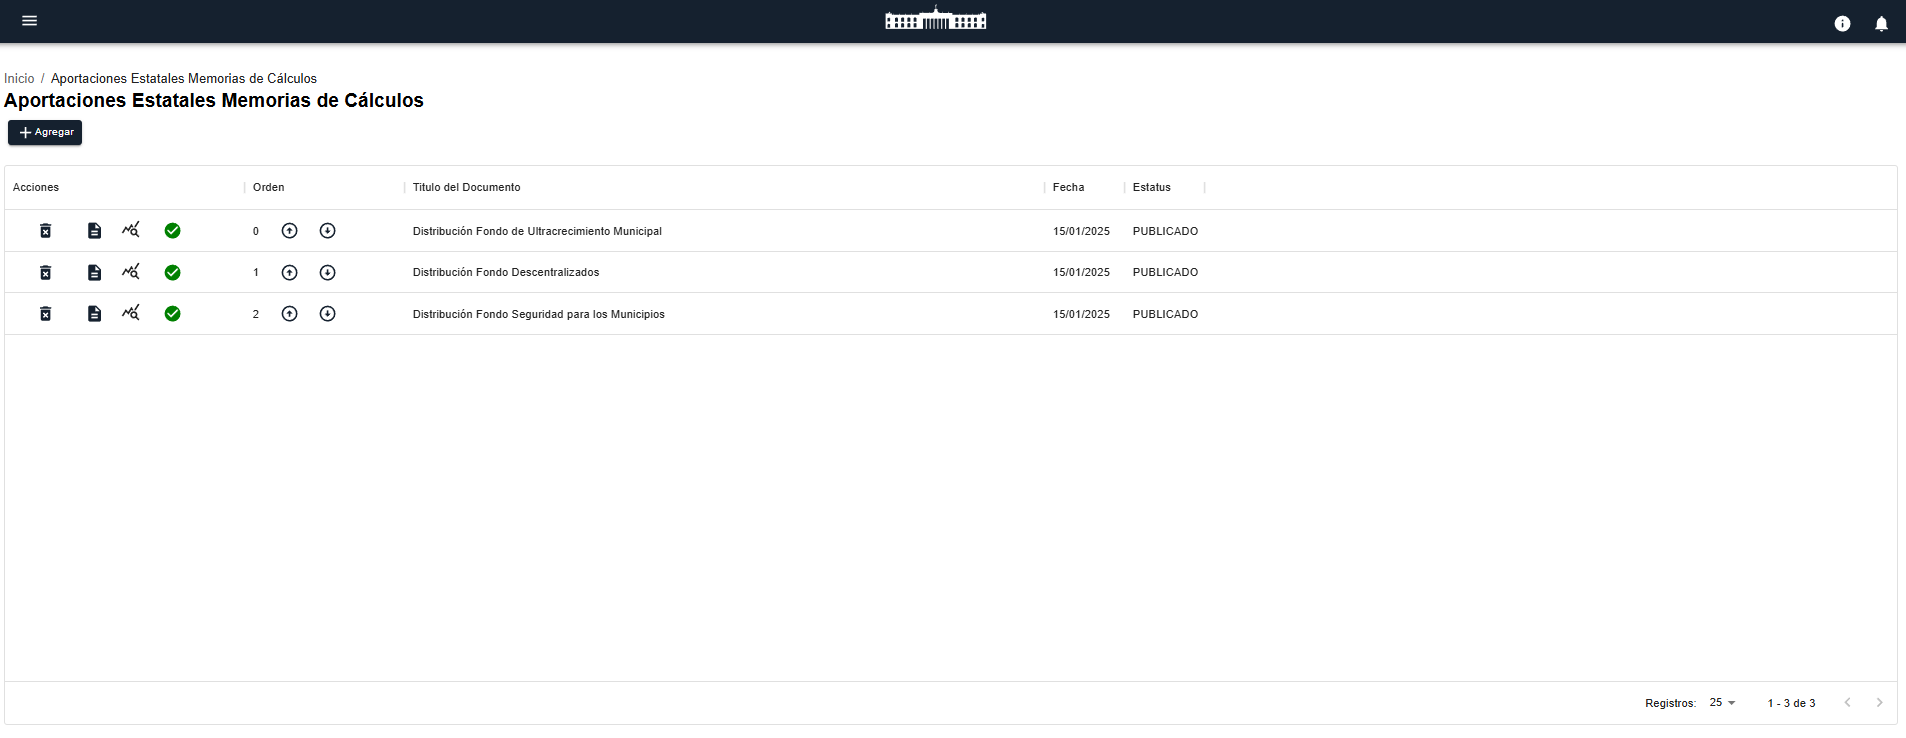 Inicio / Aportaciones Estatales Memorias de Cálculos
Aportaciones Estatales Memorias de Cálculos
Agregar
Acciones Orden Titulo del Documento Fecha Estatus
0 Distribución Fondo de Ultracrecimiento Municipal 15/01/2025 PUBLICADO
1 Distribución Fondo Descentralizados 15/01/2025 PUBLICADO
2 Distribución Fondo Seguridad para los Municipios 15/01/2025 PUBLICADO
Registros: 25 1 - 3 de 3